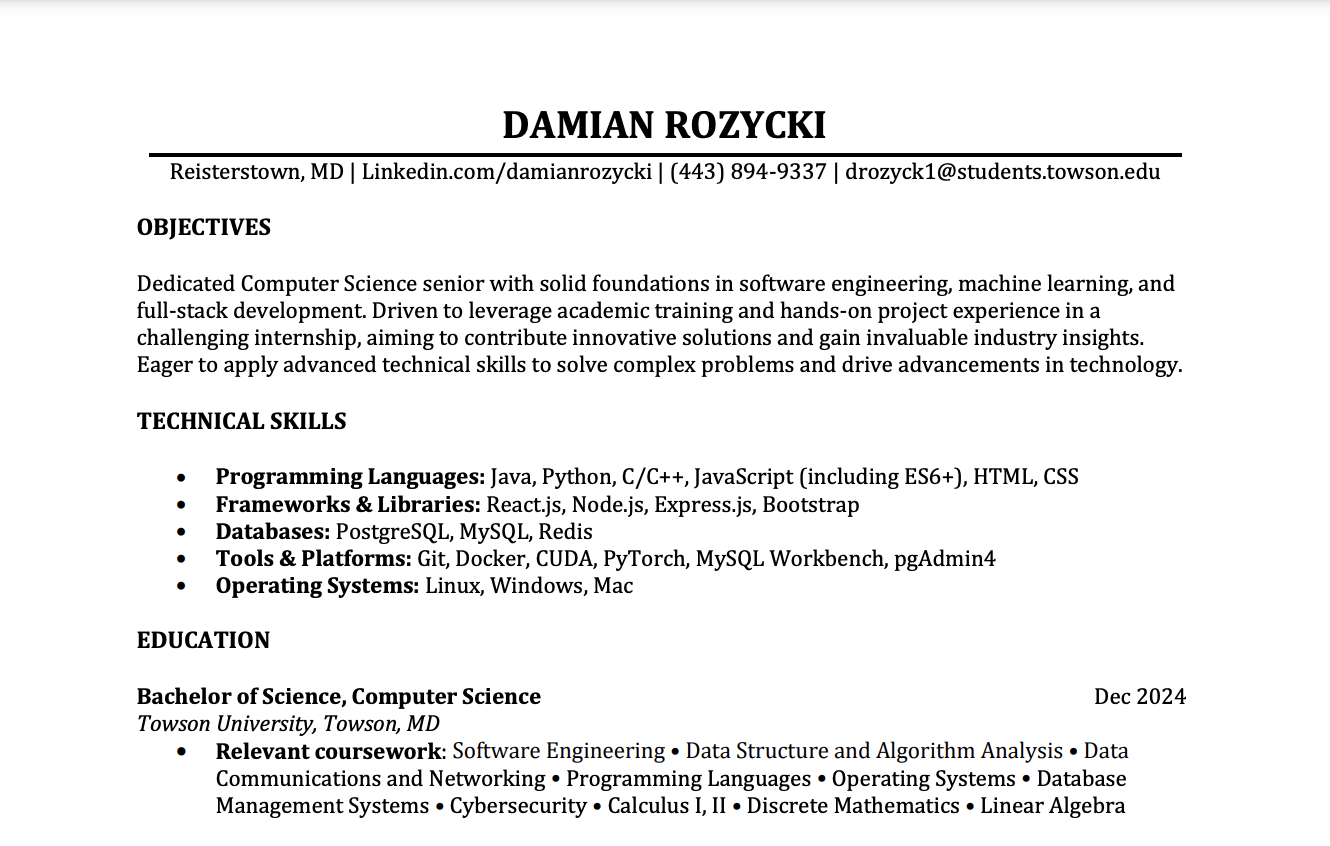 DAMIAN ROZYCKI
Reisterstown, MD | Linkedin.com/damianrozycki | (443) 894-9337 | drozyck1@students.towson.edu
OBJECTIVES
Dedicated Computer Science senior with solid foundations in software engineering, machine learning, and
full-stack development. Driven to leverage academic training and hands-on project experience in a
challenging internship, aiming to contribute innovative solutions and gain invaluable industry insights.
Eager to apply advanced technical skills to solve complex problems and drive advancements in technology.
TECHNICAL SKILLS
• Programming Languages: Java, Python, C/C++, JavaScript (including ES6+), HTML, CSS
• Frameworks & Libraries: React.js, Node.js, Express.js, Bootstrap
• Databases: PostgreSQL, MySQL, Redis
• Tools & Platforms: Git, Docker, CUDA, PyTorch, MySQL Workbench, pgAdmin4
• Operating Systems: Linux, Windows, Mac
EDUCATION
Bachelor of Science, Computer Science Dec 2024
Towson University, Towson, MD
• Relevant coursework: Software Engineering • Data Structure and Algorithm Analysis • Data
Communications and Networking • Programming Languages • Operating Systems • Database
Management Systems • Cybersecurity • Calculus I, II • Discrete Mathematics • Linear Algebra